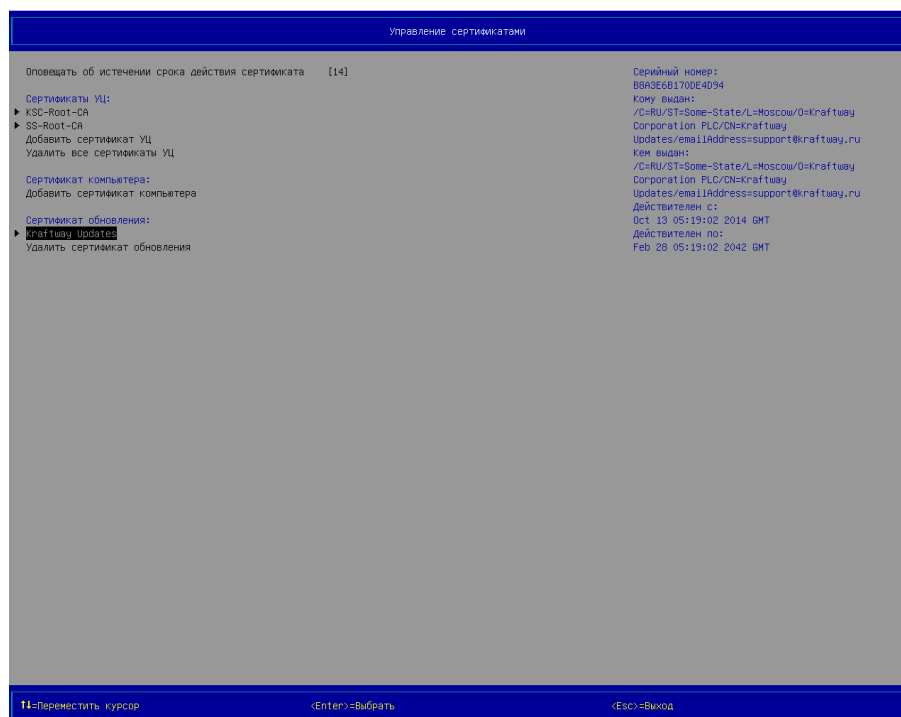 Управление сертификатами
Оповещать об истечении срока действия сертификата [14]
Сертификаты УЦ:
KSC-Root-CA
SS-Root-CA
Добавить сертификат УЦ
Удалить все сертификаты УЦ
Сертификат компьютера:
Добавить сертификат компьютера
Сертификат обновления:
Kraftway Updates
Удалить сертификат обновления
Серийный номер:
B8A3E6B170DE4D94
Кому выдан:
/C=RU/ST=Some-State/L=Moscow/O=Kraftway
Corporation PLC/CN=Kraftway
Updates/emailAddress=support@kraftway.ru
Кем выдан:
/C=RU/ST=Some-State/L=Moscow/O=Kraftway
Corporation PLC/CN=Kraftway
Updates/emailAddress=support@kraftway.ru
Действителен с:
Oct 13 05:19:02 2014 GMT
Действителен по:
Feb 28 05:19:02 2042 GMT
↑↓=Переместить курсор
<Enter>=Выбрать
<Esc>=Выход